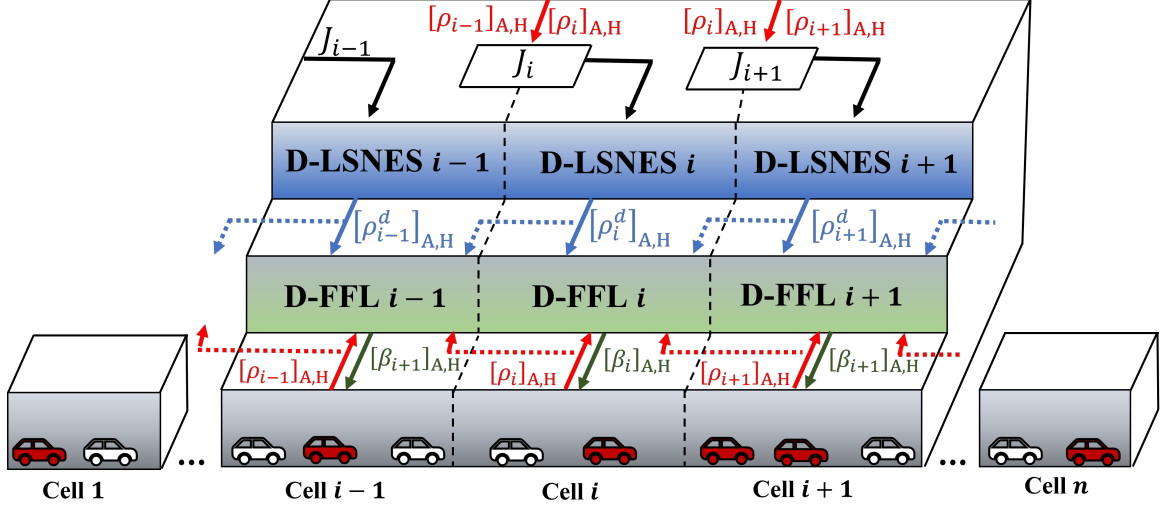 [ρ_{i−1}]_{A,H} [ρ_i]_{A,H} [ρ_i]_{A,H} [ρ_{i+1}]_{A,H}
J_{i−1} J_i J_{i+1}
D-LSNES i − 1 D-LSNES i D-LSNES i + 1
[ρ^d_{i−1}]_{A,H} [ρ^d_i]_{A,H} [ρ^d_{i+1}]_{A,H}
D-FFL i − 1 D-FFL i D-FFL i + 1
[ρ_{i−1}]_{A,H} [β_{i+1}]_{A,H} [ρ_i]_{A,H} [β_i]_{A,H} [ρ_{i+1}]_{A,H} [β_{i+1}]_{A,H}
... ...
Cell 1 Cell i − 1 Cell i Cell i + 1 Cell n